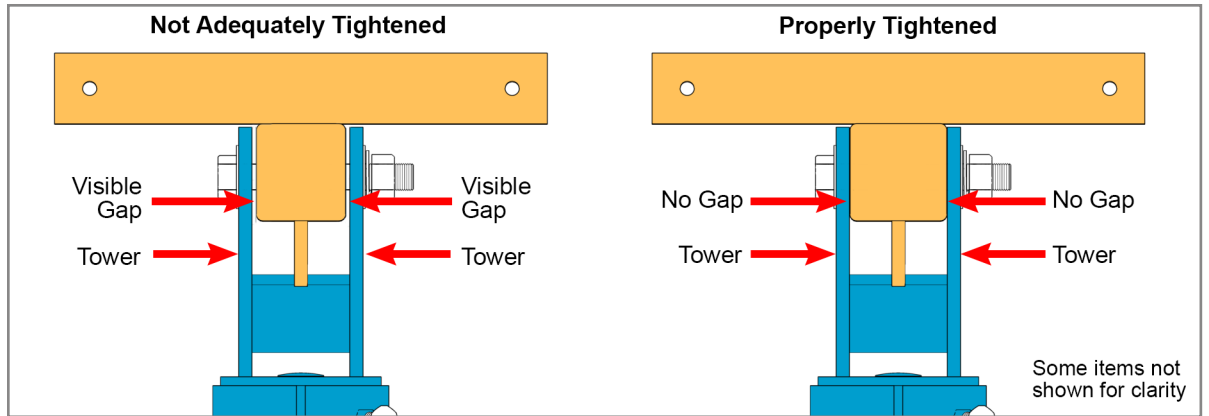 Not Adequately Tightened
Visible
Gap
Visible
Gap
Tower
Tower
Properly Tightened
No Gap
No Gap
Tower
Tower
Some items not
shown for clarity